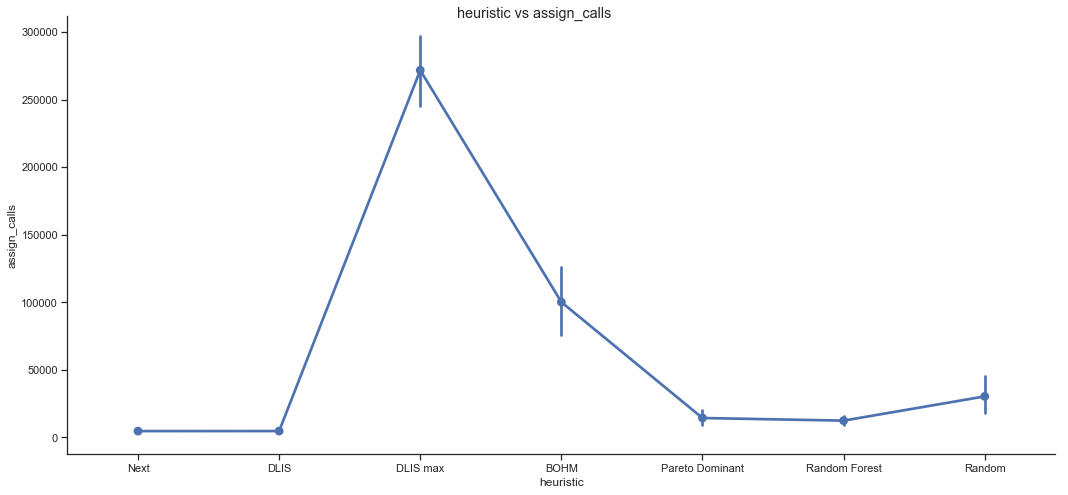 heuristic vs assign_calls
300000
250000
200000
150000
100000
50000
0
assign_calls
Next DLIS DLIS max BOHM Pareto Dominant Random Forest Random
heuristic